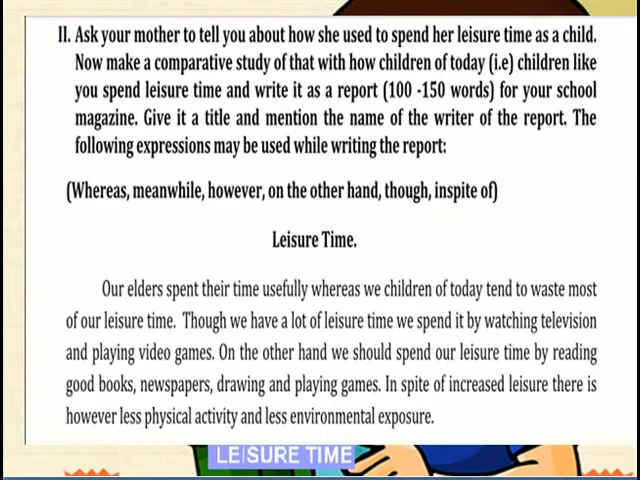 II. Ask your mother to tell you about how she used to spend her leisure time as a child.
Now make a comparative study of that with how children of today (i.e) children like
you spend leisure time and write it as a report (100 -150 words) for your school
magazine. Give it a title and mention the name of the writer of the report. The
following expressions may be used while writing the report:
(Whereas, meanwhile, however, on the other hand, though, inspite of)
Leisure Time.
Our elders spent their time usefully whereas we children of today tend to waste most
of our leisure time. Though we have a lot of leisure time we spend it by watching television
and playing video games. On the other hand we should spend our leisure time by reading
good books, newspapers, drawing and playing games. In spite of increased leisure there is
however less physical activity and less environmental exposure.
LEISURE TIME